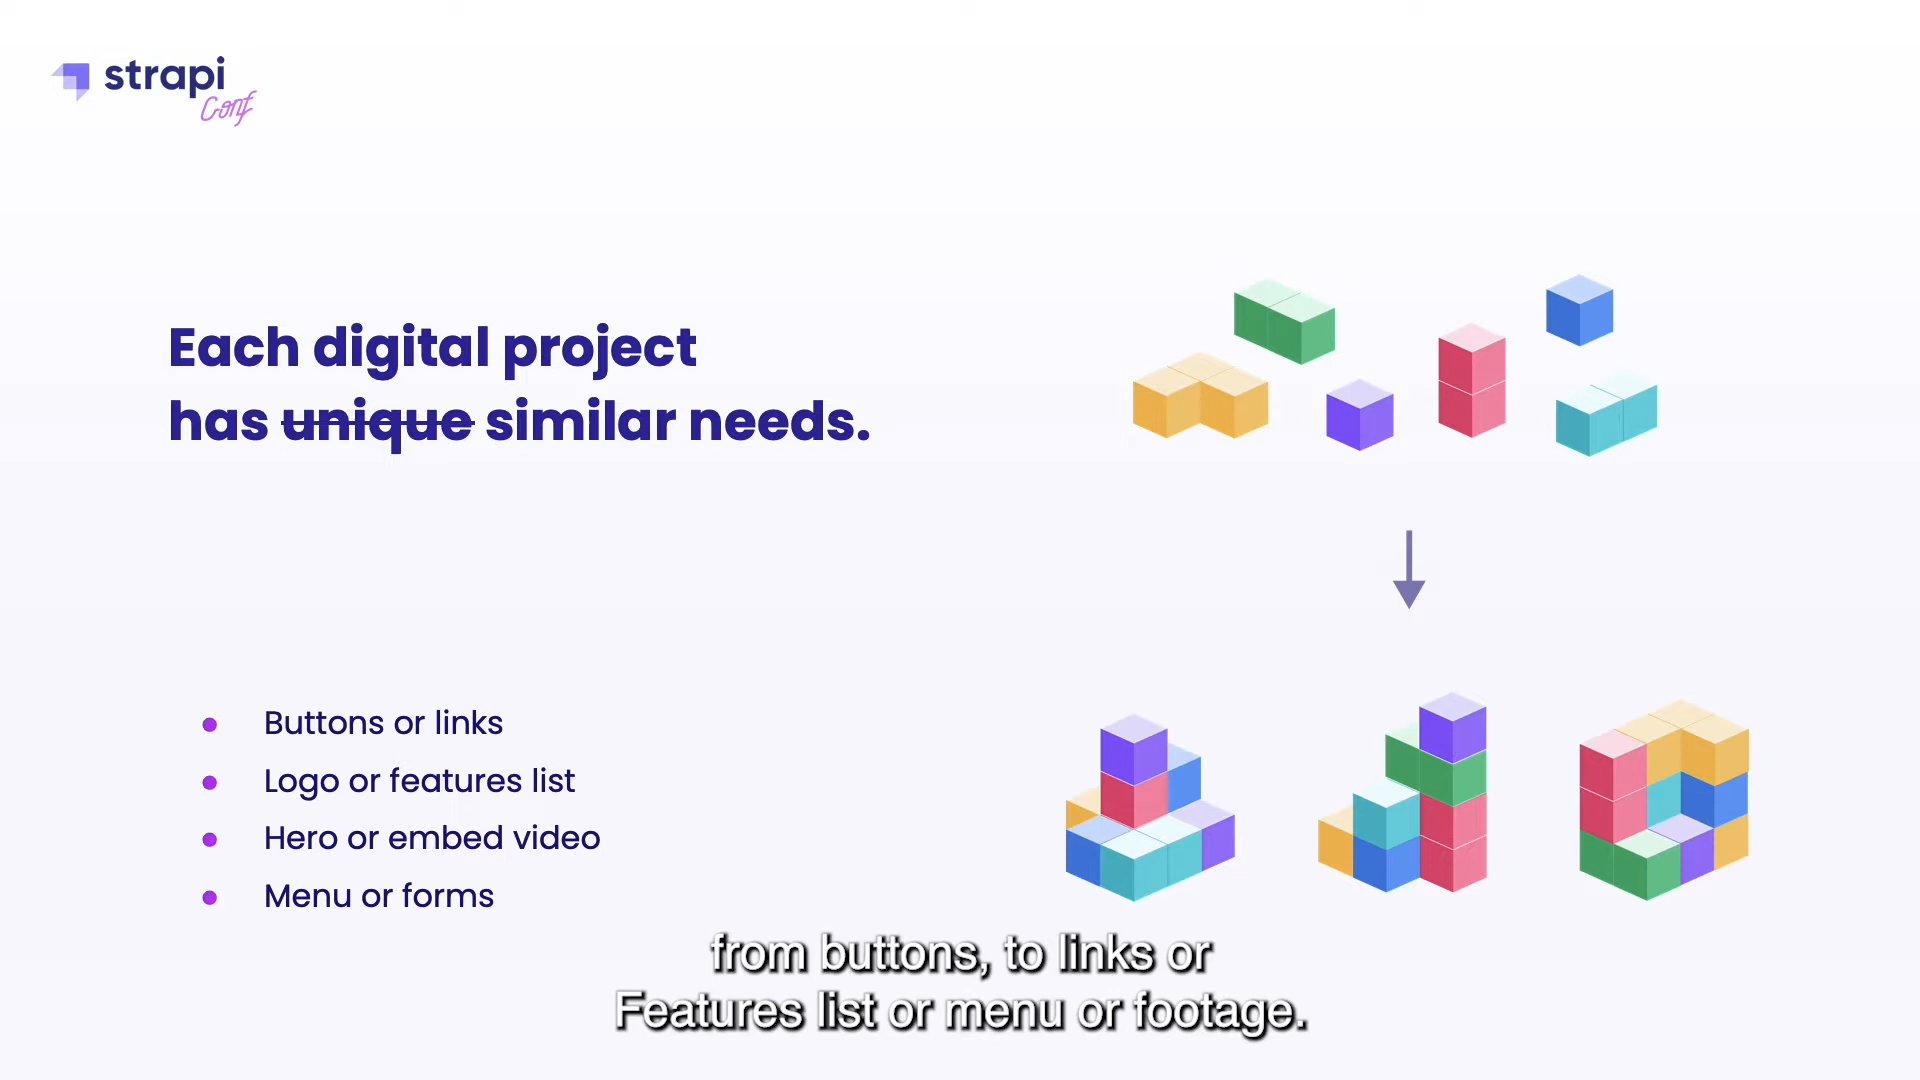 strapi
Conf
Each digital project
has unique similar needs.
Buttons or links
Logo or features list
Hero or embed video
Menu or forms
from buttons, to links or
Features list or menu or footage.